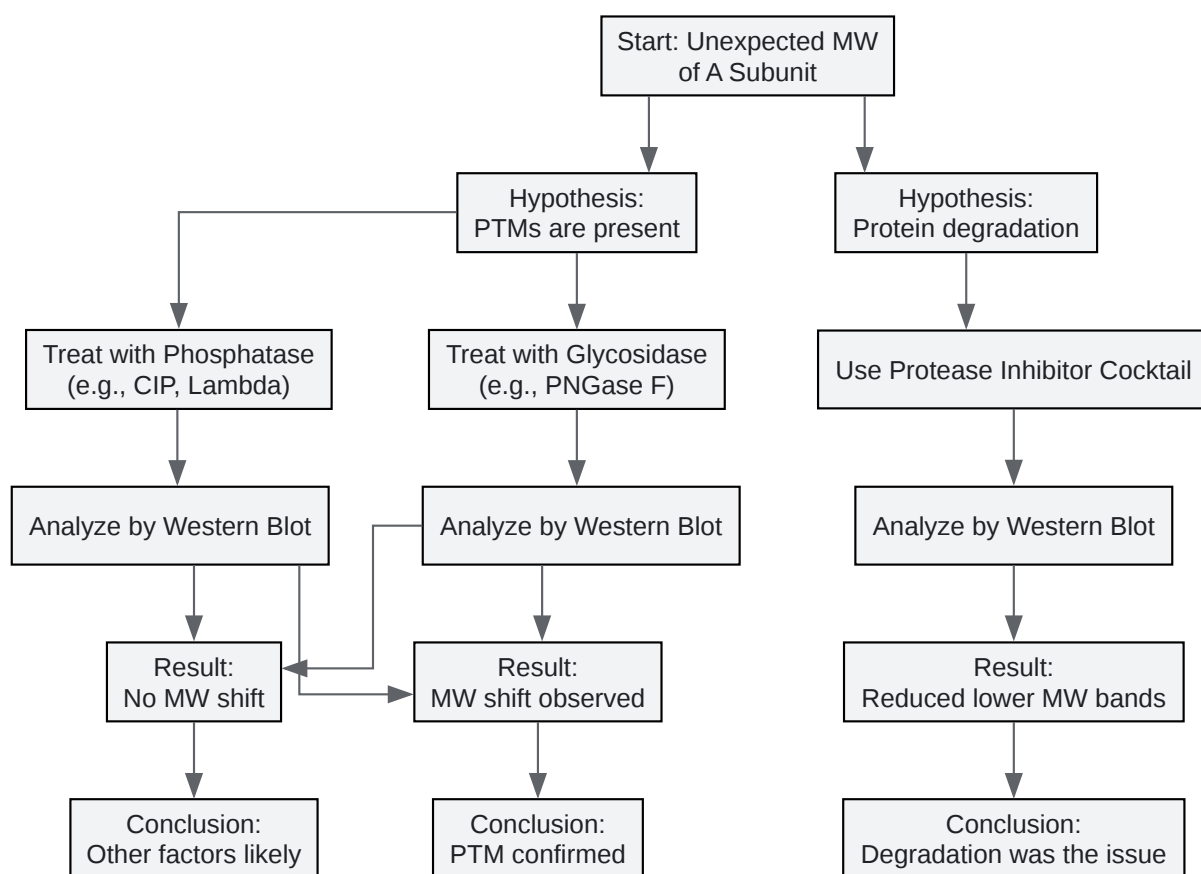 Start: Unexpected MW
of A Subunit
Hypothesis:
PTMs are present
Hypothesis:
Protein degradation
Treat with Phosphatase
(e.g., CIP, Lambda)
Treat with Glycosidase
(e.g., PNGase F)
Use Protease Inhibitor Cocktail
Analyze by Western Blot
Analyze by Western Blot
Analyze by Western Blot
Result:
No MW shift
Result:
MW shift observed
Result:
Reduced lower MW bands
Conclusion:
Other factors likely
Conclusion:
PTM confirmed
Conclusion:
Degradation was the issue